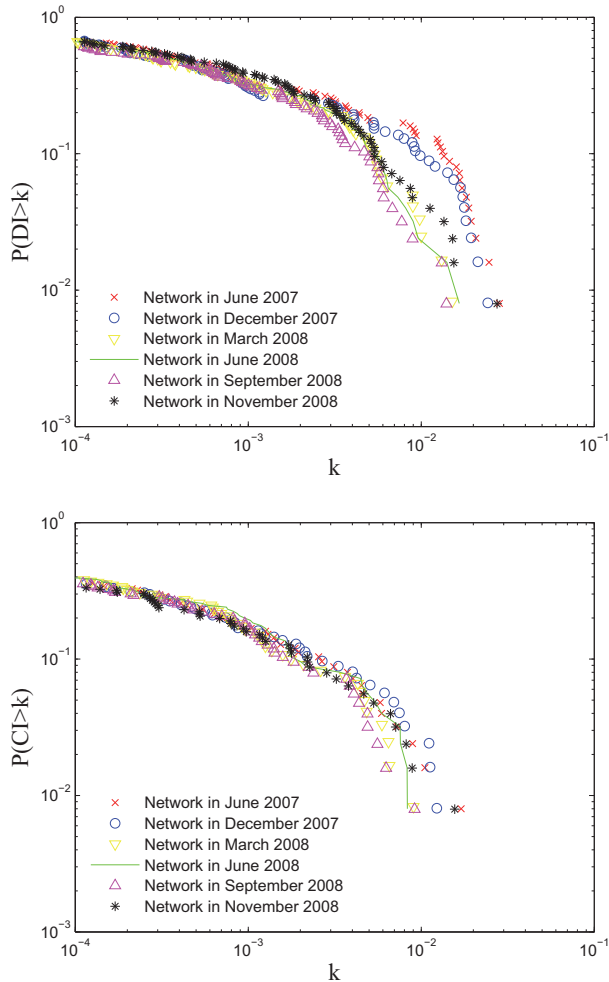 10^0
10^-1
10^-2
10^-3
P(DI>k)
Network in June 2007
Network in December 2007
Network in March 2008
Network in June 2008
Network in September 2008
Network in November 2008
10^-4 10^-3 10^-2 10^-1
k
10^0
10^-1
10^-2
10^-3
P(CI>k)
Network in June 2007
Network in December 2007
Network in March 2008
Network in June 2008
Network in September 2008
Network in November 2008
10^-4 10^-3 10^-2 10^-1
k